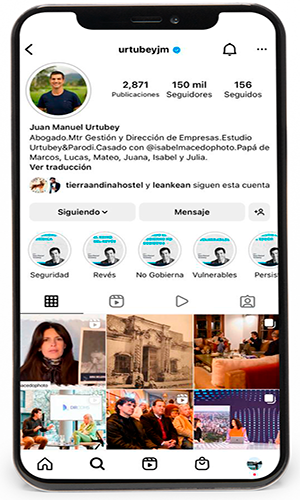 urtubeyjm
2,871
150 mil
156
Publicaciones
Seguidores
Seguidos
Juan Manuel Urtubey
Abogado.Mtr Gestión y Dirección de Empresas.Estudio
Urtubey&Parodi.Casado con @isabelmacedophoto.Papá de
Marcos, Lucas, Mateo, Juana, Isabel y Julia.
Ver traducción
tierraandinahostel y leankean siguen esta cuenta
Siguiendo
Mensaje
Seguridad
Revés
No Gobierna
Vulnerables
Persist
acedophoto